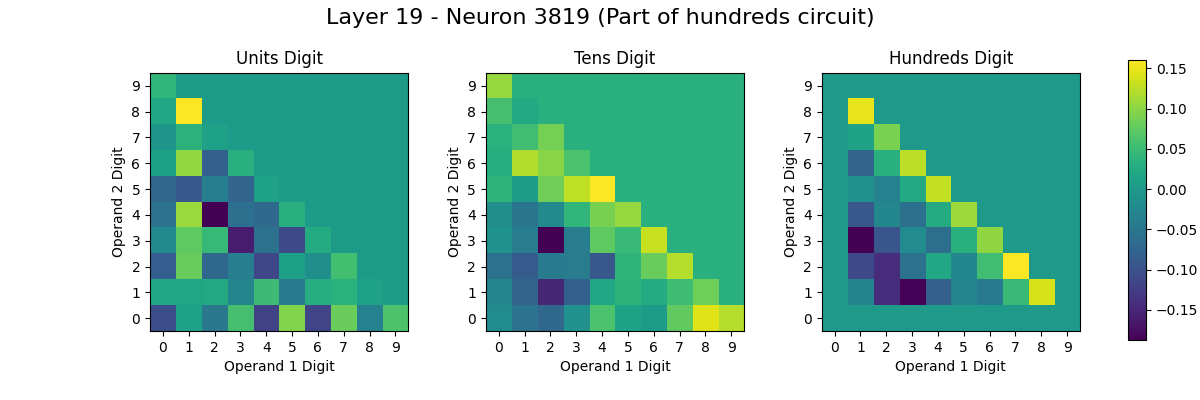 Layer 19 - Neuron 3819 (Part of hundreds circuit)
Units Digit
Tens Digit
Hundreds Digit
Operand 2 Digit
9
8
7
6
5
4
3
2
1
0
0 1 2 3 4 5 6 7 8 9
Operand 1 Digit
Operand 2 Digit
9
8
7
6
5
4
3
2
1
0
0 1 2 3 4 5 6 7 8 9
Operand 1 Digit
Operand 2 Digit
9
8
7
6
5
4
3
2
1
0
0 1 2 3 4 5 6 7 8 9
Operand 1 Digit
0.15
0.10
0.05
0.00
−0.05
−0.10
−0.15